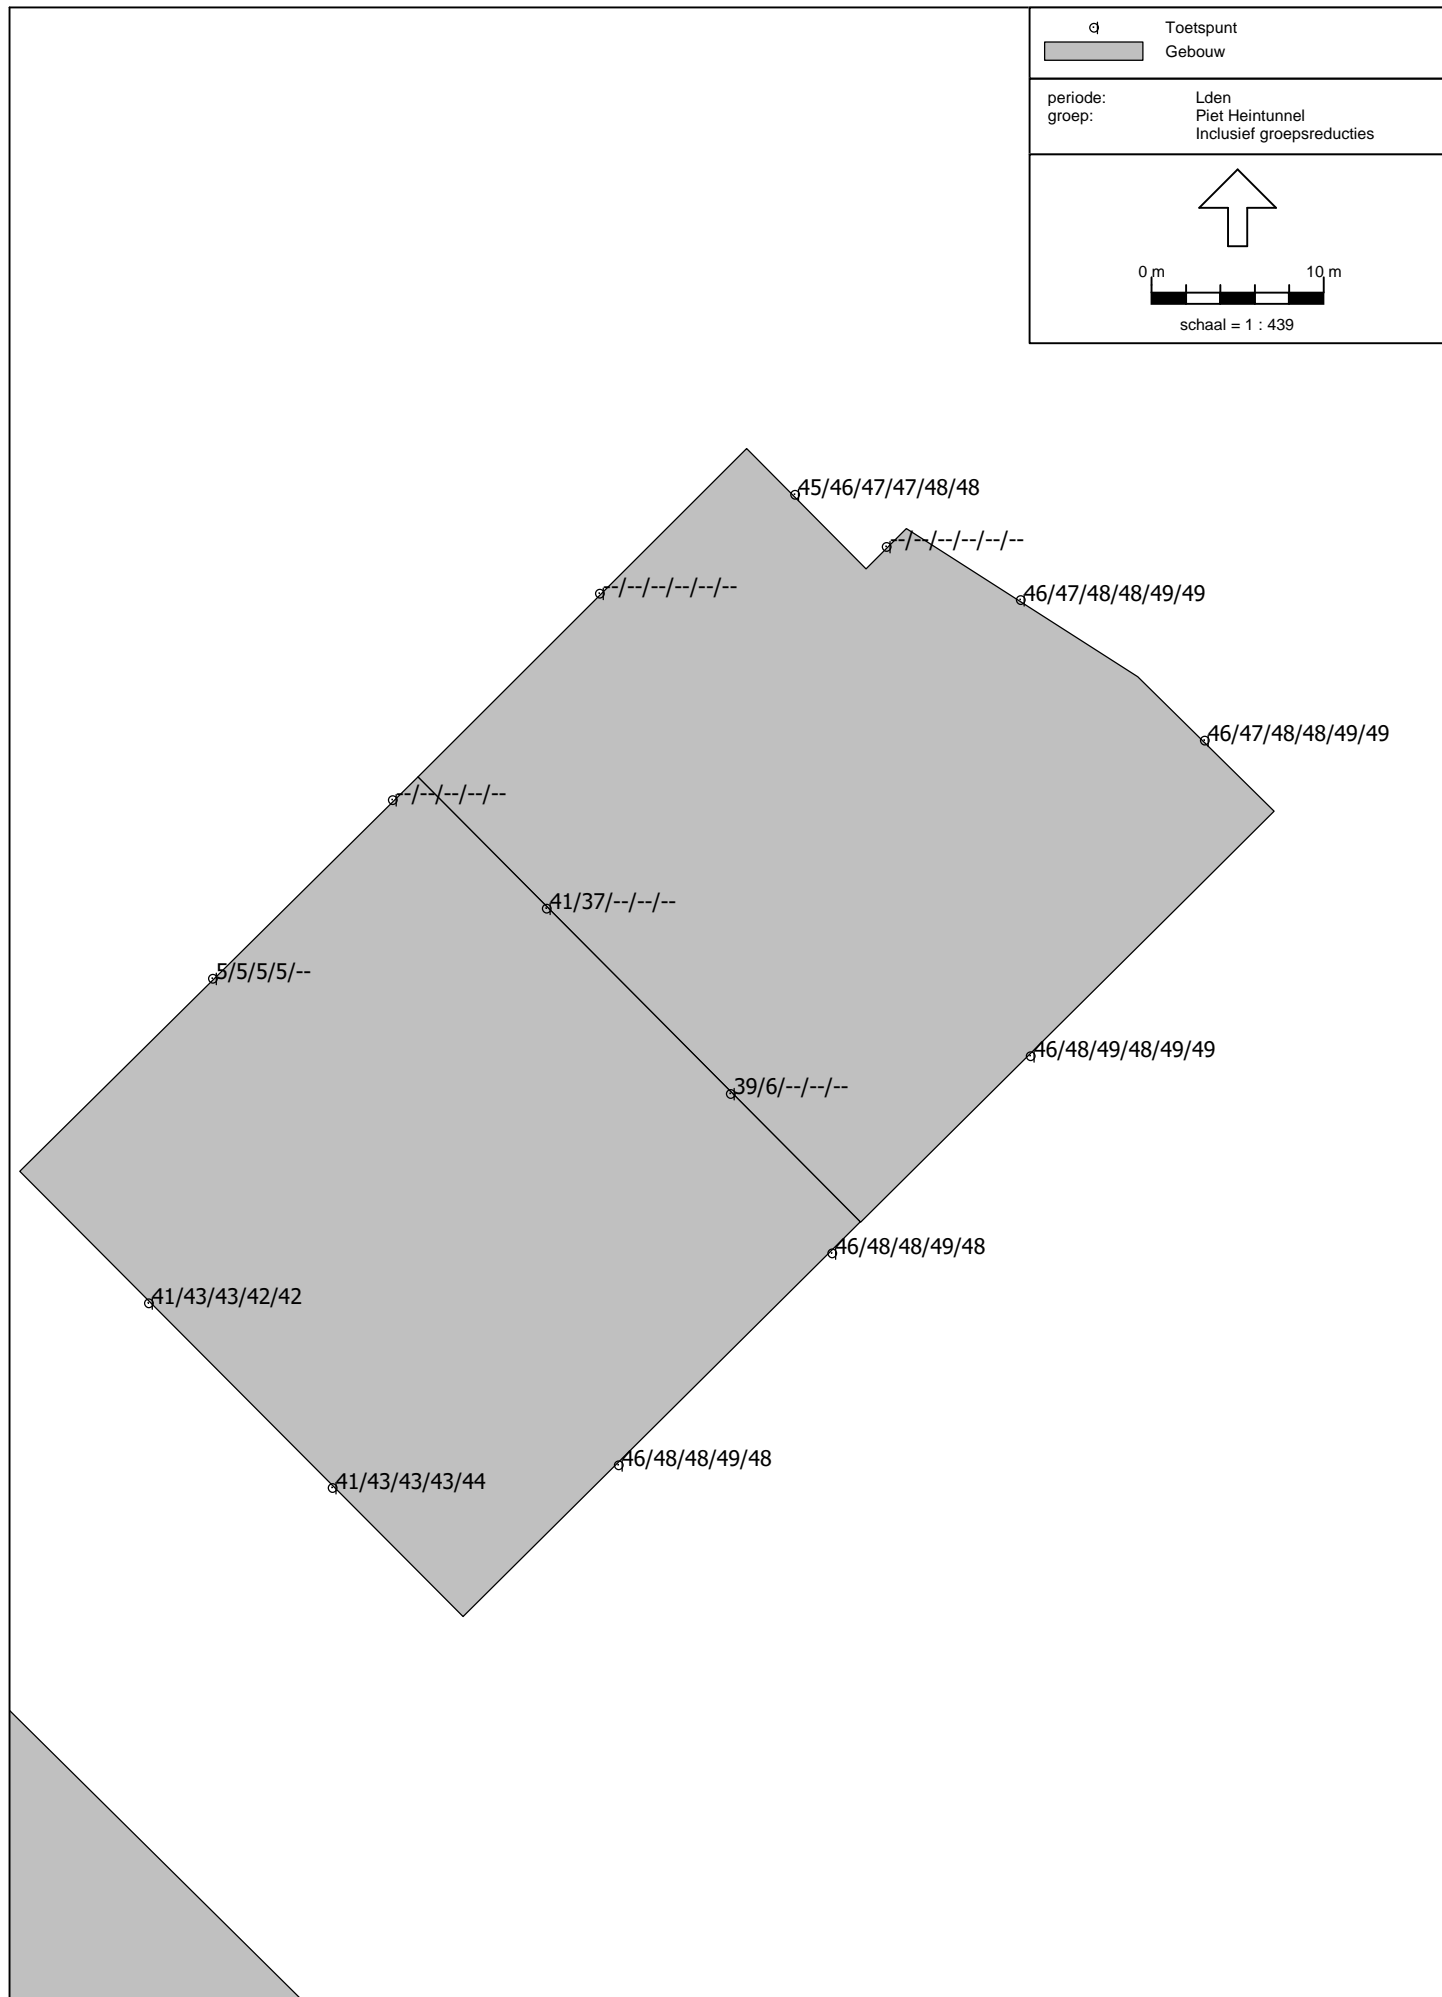 Toetspunt
Gebouw
periode: Lden
groep: Piet Heintunnel
Inclusief groepsreducties
0 m 10 m
schaal = 1 : 439
45/46/47/47/48/48
--/--/--/--/--/--
--/--/--/--/--/--
46/47/48/48/49/49
46/47/48/48/49/49
--/--/--/--/--
41/37/--/--/--
5/5/5/5/--
46/48/49/48/49/49
39/6/--/--/--
46/48/48/49/48
41/43/43/42/42
46/48/48/49/48
41/43/43/43/44